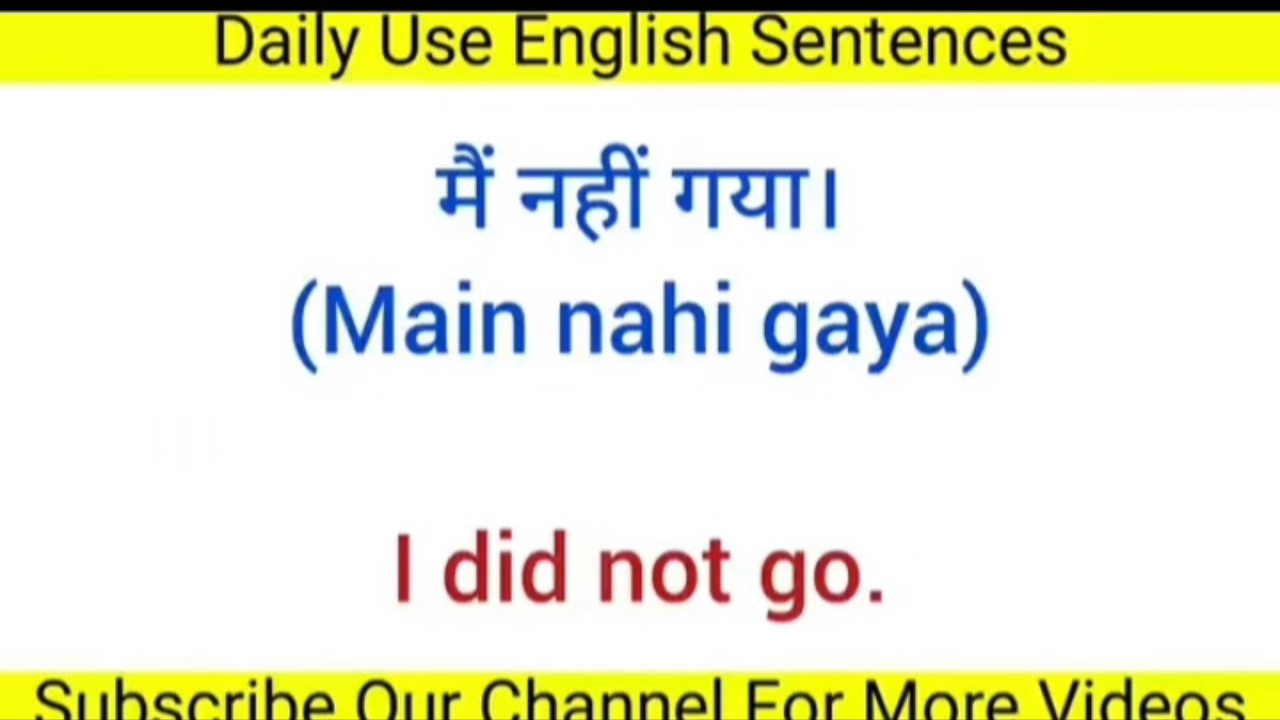 Daily Use English Sentences
मैं नहीं गया।
(Main nahi gaya)
I did not go.
Subscribe Our Channel For More Videos